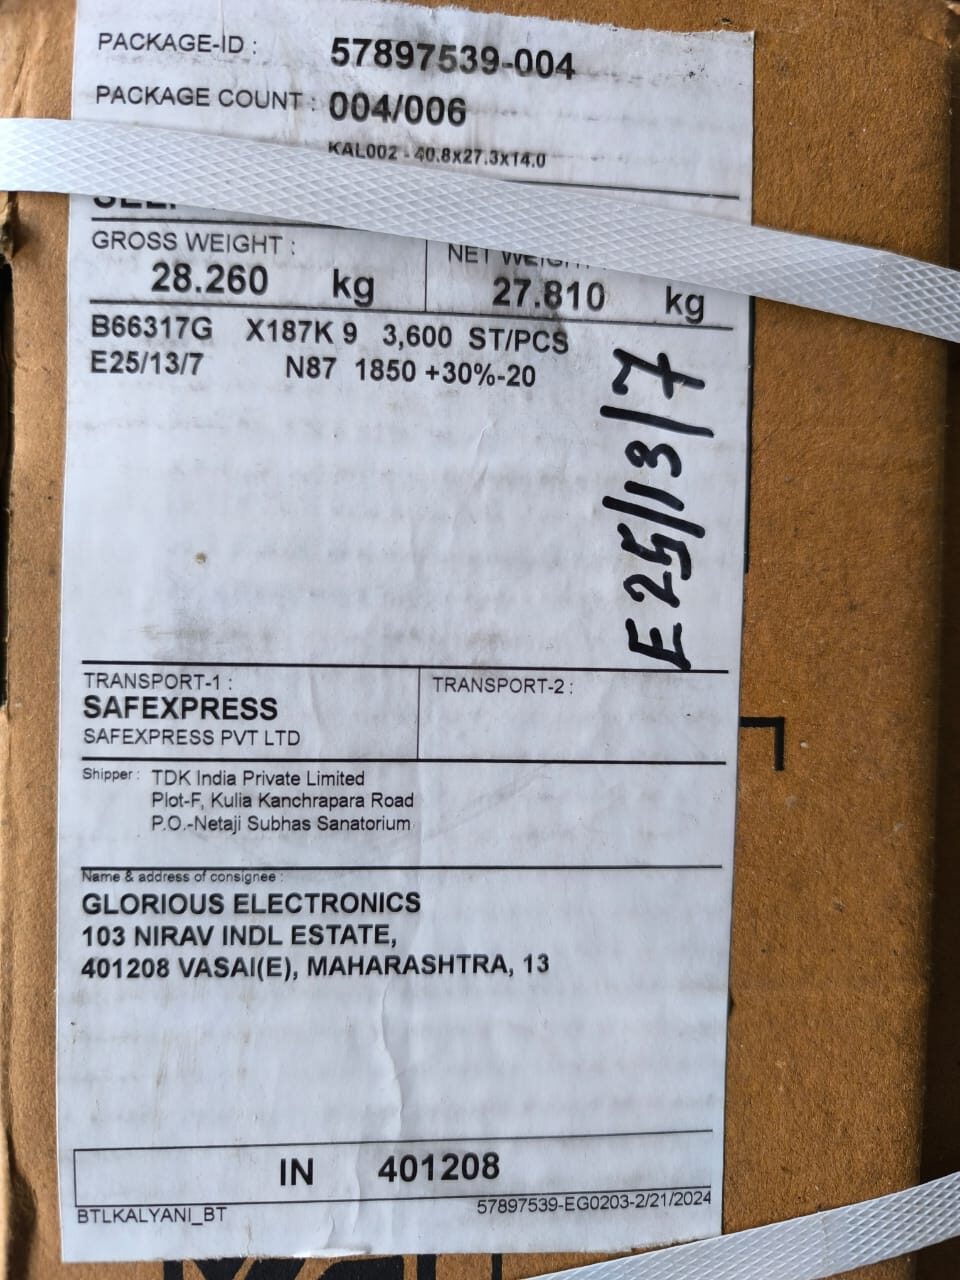 PACKAGE-ID : 57897539-004
PACKAGE COUNT : 004/006
KAL002 - 40.8x27.3x14.0
GROSS WEIGHT :
28.260 kg
NET WEIGHT :
27.810 kg
B66317G X187K 9 3,600 ST/PCS
E25/13/7 N87 1850 +30%-20
E 25/13/7
TRANSPORT-1 :
SAFEXPRESS
SAFEXPRESS PVT LTD
TRANSPORT-2 :
Shipper : TDK India Private Limited
Plot-F, Kulia Kanchrapara Road
P.O.-Netaji Subhas Sanatorium
Name & address of consignee :
GLORIOUS ELECTRONICS
103 NIRAV INDL ESTATE,
401208 VASAI(E), MAHARASHTRA, 13
IN 401208
BTLKALYANI_BT
57897539-EG0203-2/21/2024